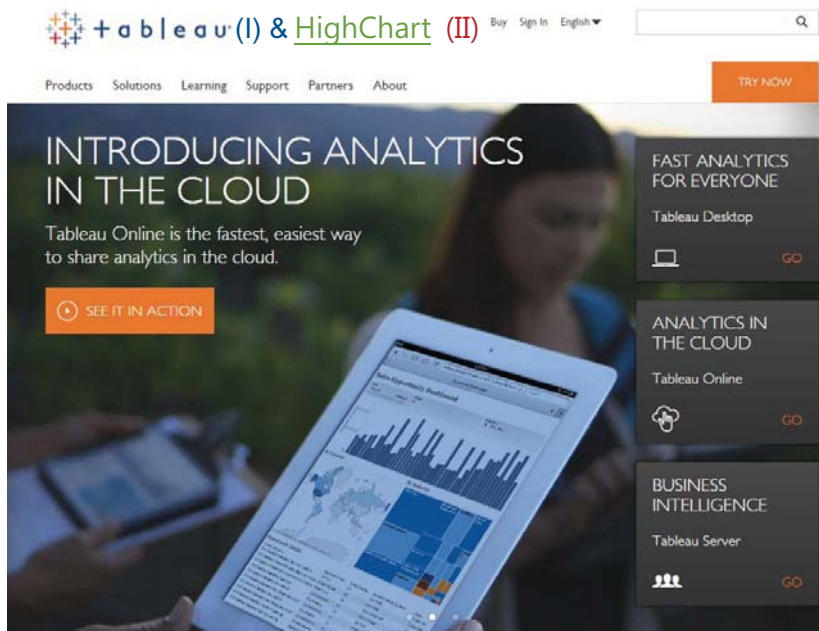 + a b l e a u (I) & HighChart (II)
Buy Sign In English
Products Solutions Learning Support Partners About
TRY NOW
INTRODUCING ANALYTICS
IN THE CLOUD
Tableau Online is the fastest, easiest way
to share analytics in the cloud.
SEE IT IN ACTION
FAST ANALYTICS
FOR EVERYONE
Tableau Desktop
GO
ANALYTICS IN
THE CLOUD
Tableau Online
GO
BUSINESS
INTELLIGENCE
Tableau Server
GO